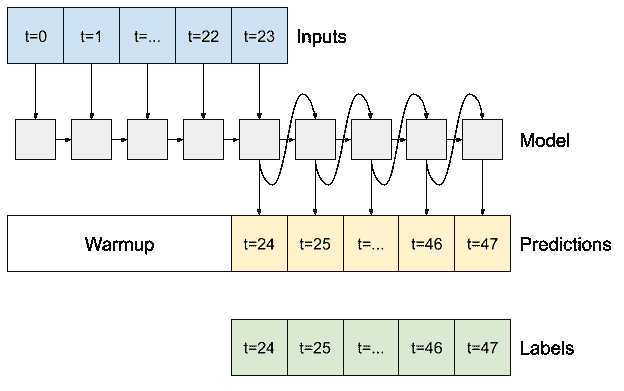 t=0 t=1 t=... t=22 t=23 Inputs
Model
Warmup t=24 t=25 t=... t=46 t=47 Predictions
t=24 t=25 t=... t=46 t=47 Labels